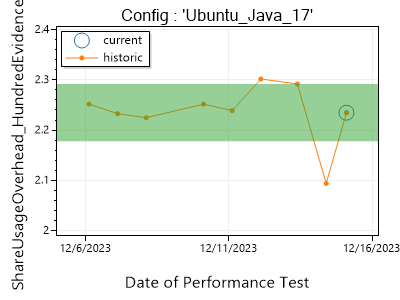 Config : 'Ubuntu_Java_17'
current
historic
ShareUsageOverhead_HundredEvidence
2.4
2.3
2.2
2.1
2
12/6/2023
12/11/2023
12/16/2023
Date of Performance Test